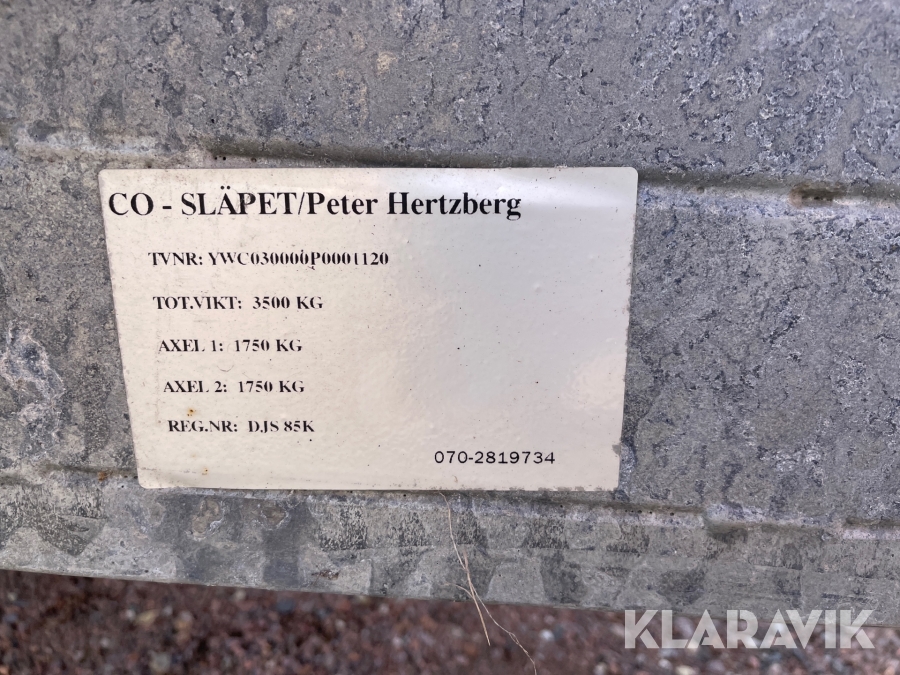 CO - SLÄPET/Peter Hertzberg
TVNR: YWC030000P0001120
TOT.VIKT: 3500 KG
AXEL 1: 1750 KG
AXEL 2: 1750 KG
REG.NR: DJS 85K
070-2819734
KLARAVIK